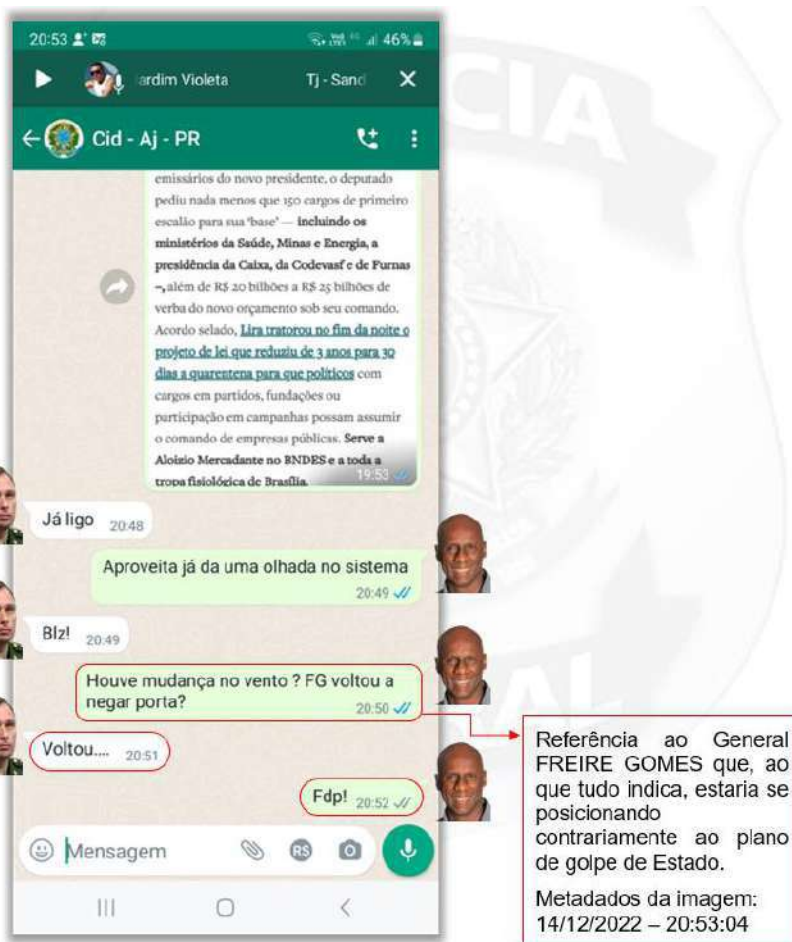 20:53
46%
ardim Violeta Tj - Sand
Cid - Aj - PR
emissários do novo presidente, o deputado
pediu nada menos que 150 cargos de primeiro
escalão para sua 'base' — incluindo os
ministérios da Saúde, Minas e Energia, a
presidência da Caixa, da Codevasf e de Furnas
–, além de R$ 20 bilhões a R$ 25 bilhões de
verba do novo orçamento sob seu comando.
Acordo selado, Lira tratorou no fim da noite o
projeto de lei que reduziu de 3 anos para 30
dias a quarentena para que políticos com
cargos em partidos, fundações ou
participação em campanhas possam assumir
o comando de empresas públicas. Serve a
Aloizio Mercadante no BNDES e a toda a
tropa fisiológica de Brasília.
19:53
Já ligo 20:48
Aproveita já da uma olhada no sistema
20:49
Blz! 20:49
Houve mudança no vento ? FG voltou a
negar porta?
20:50
Voltou.... 20:51
Fdp! 20:52
Mensagem
RS
Referência ao General
FREIRE GOMES que, ao
que tudo indica, estaria se
posicionando
contrariamente ao plano
de golpe de Estado.
Metadados da imagem:
14/12/2022 – 20:53:04